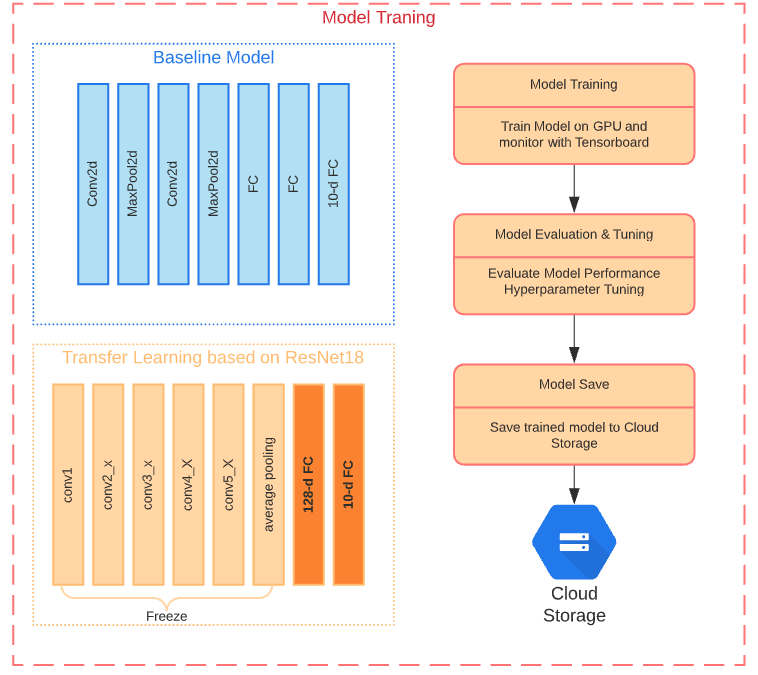 Model Traning
Baseline Model
Conv2d
MaxPool2d
Conv2d
MaxPool2d
FC
FC
10-d FC
Transfer Learning based on ResNet18
conv1
conv2_x
conv3_x
conv4_X
conv5_X
average pooling
128-d FC
10-d FC
Freeze
Model Training
Train Model on GPU and
monitor with Tensorboard
Model Evaluation & Tuning
Evaluate Model Performance
Hyperparameter Tuning
Model Save
Save trained model to Cloud
Storage
Cloud
Storage